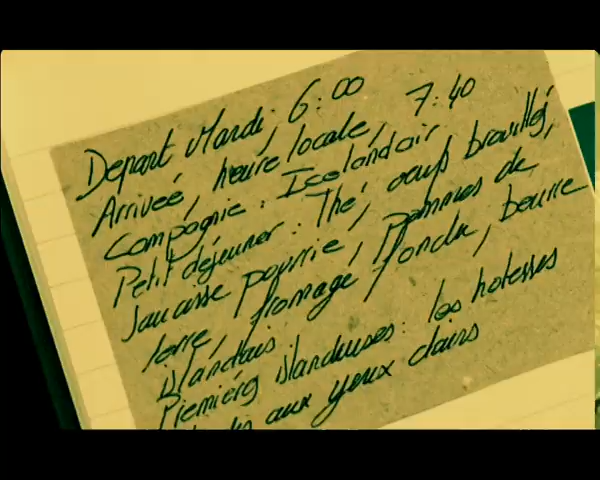 Depart Mardi, 6:00
Arrivée, heure locale, 7:40
Compagnie: Icelandair
Petit déjeuner: Thé, oeufs brouillés,
saucisse pourrie, pommes de
terre, fromage fondu, beurre
islandais.
Premières islandaises: les hotesses
aux yeux clairs